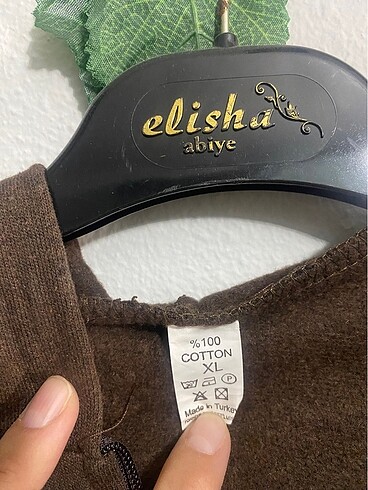 elisha
abiye
%100
COTTON
XL
P
Made in Turkey